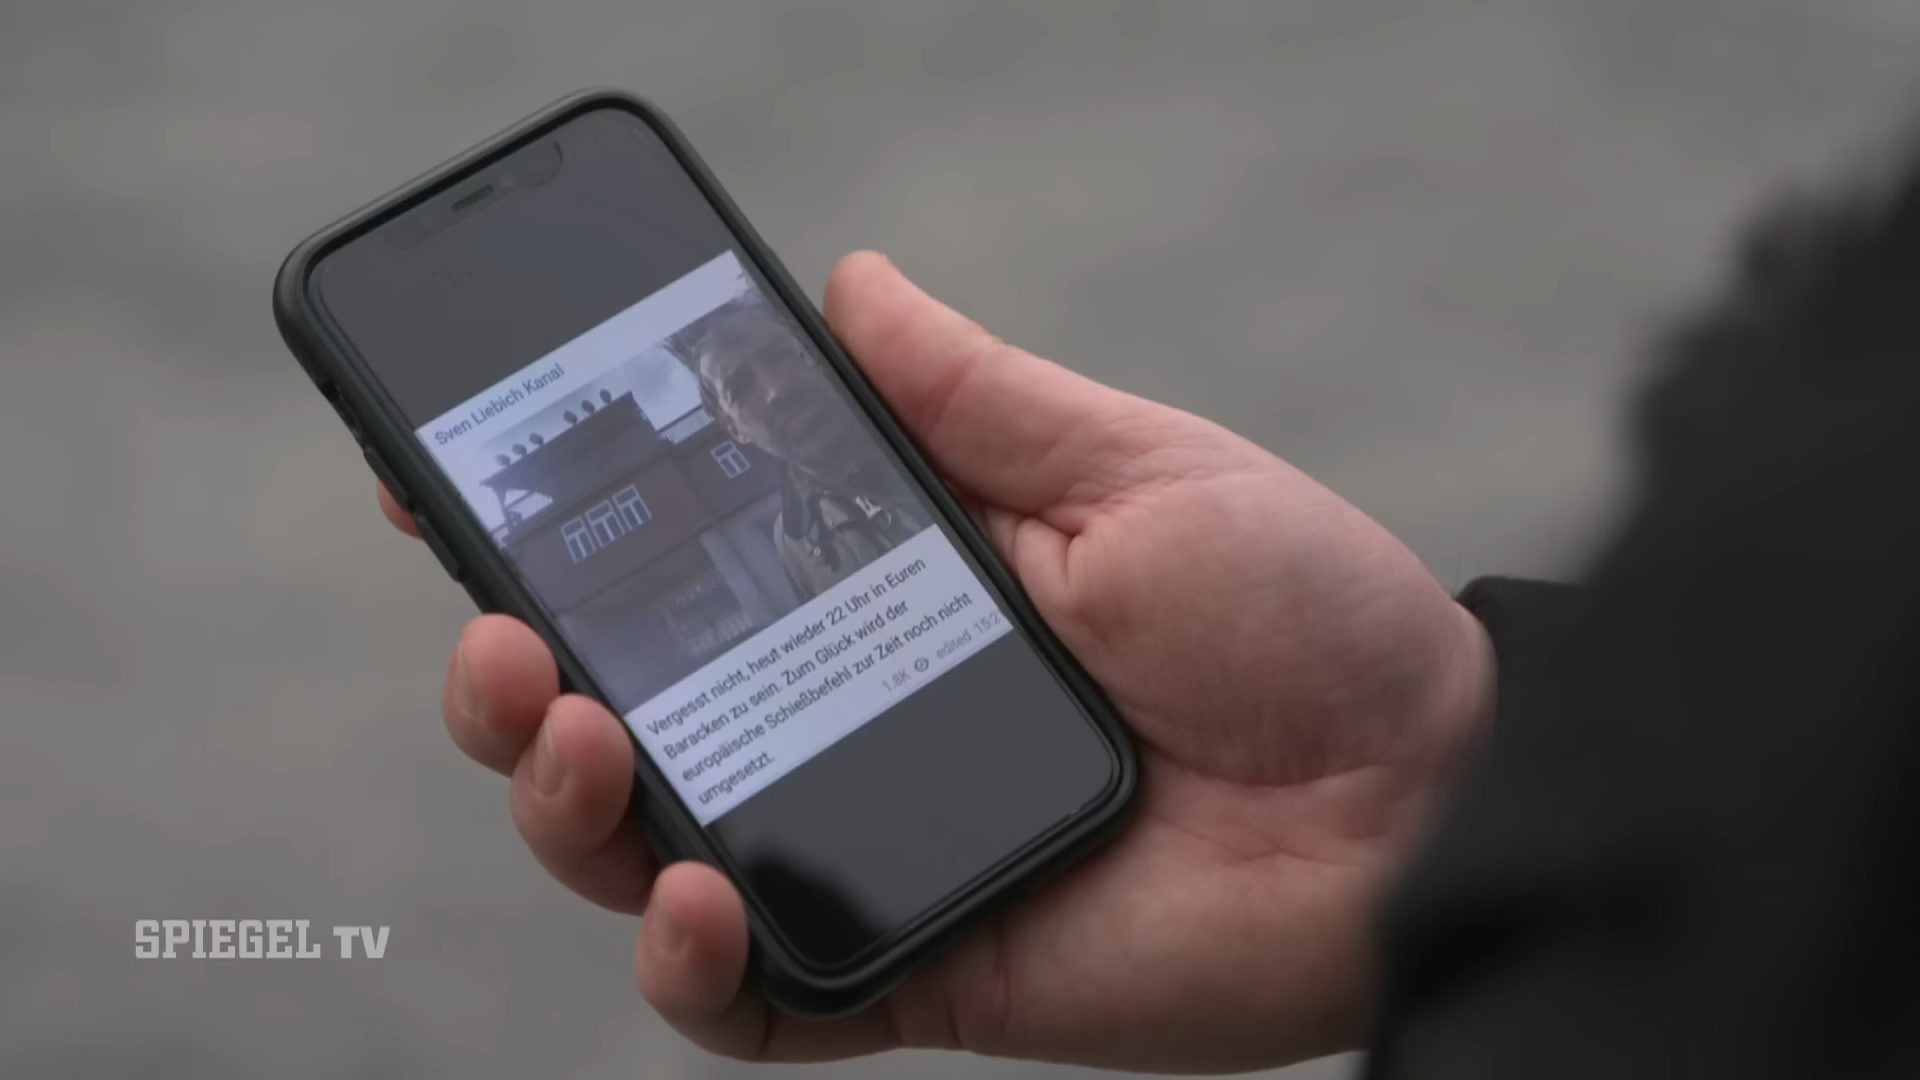 Sven Liebich Kanal
Vergesst nicht, heut wieder 22 Uhr in Euren
Baracken zu sein. Zum Glück wird der
europäische Schießbefehl zur Zeit noch nicht
umgesetzt.
1.8K edited
SPIEGEL TV